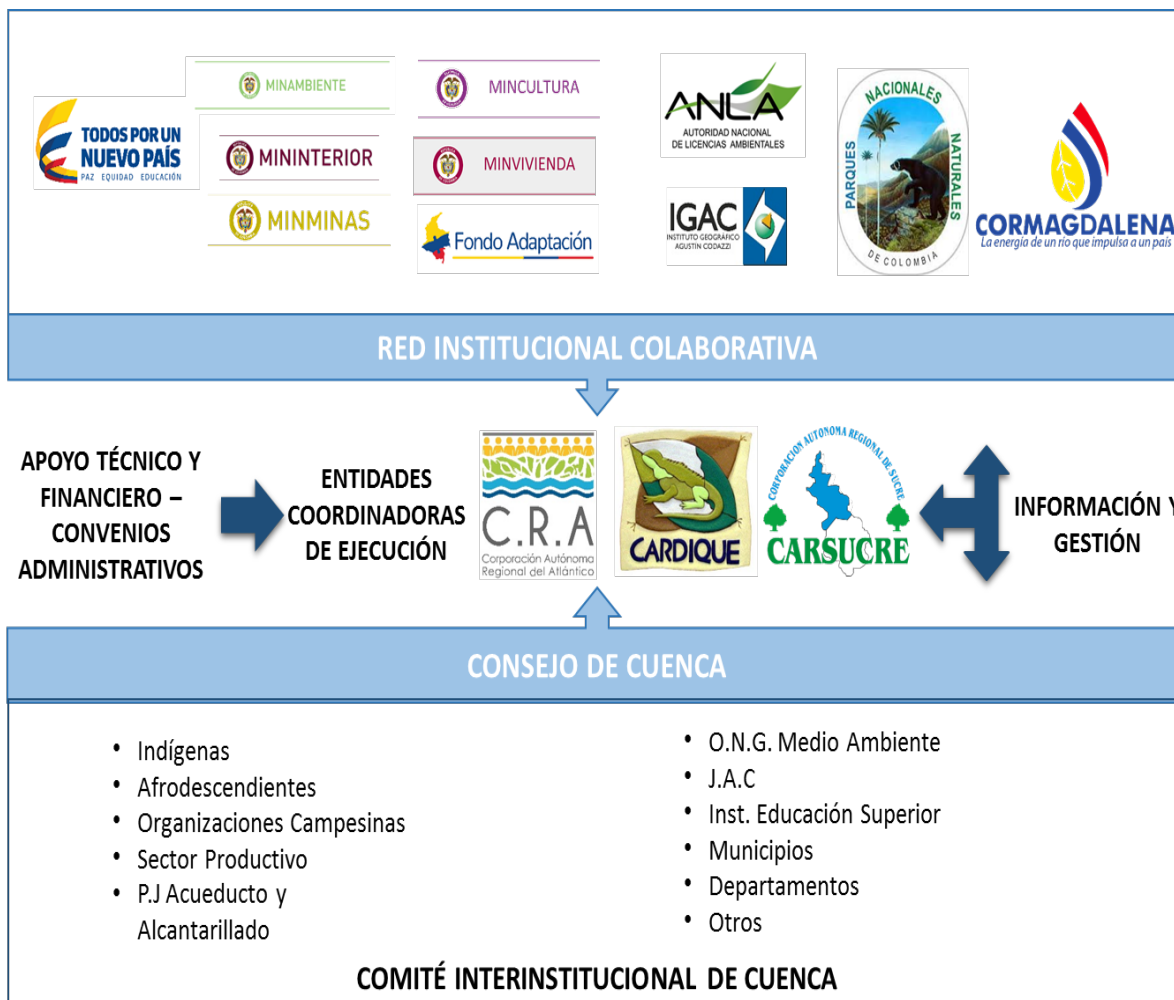 TODOS POR UN
NUEVO PAÍS
PAZ EQUIDAD EDUCACIÓN
MINAMBIENTE
MININTERIOR
MINMINAS
MINCULTURA
MINVIVIENDA
Fondo Adaptación
ANLA
AUTORIDAD NACIONAL
DE LICENCIAS AMBIENTALES
IGAC
INSTITUTO GEOGRÁFICO
AGUSTIN CODAZZI
PARQUES
NACIONALES
NATURALES
DE COLOMBIA
CORMAGDALENA
La energía de un río que impulsa a un país
RED INSTITUCIONAL COLABORATIVA
APOYO TÉCNICO Y
FINANCIERO –
CONVENIOS
ADMINISTRATIVOS
ENTIDADES
COORDINADORAS
DE EJECUCIÓN
C.R.A
Corporación Autónoma
Regional del Atlántico
CARDIQUE
CORPORACION AUTONOMA REGIONAL DE SUCRE
CARSUCRE
INFORMACIÓN Y
GESTIÓN
CONSEJO DE CUENCA
• Indígenas
• Afrodescendientes
• Organizaciones Campesinas
• Sector Productivo
• P.J Acueducto y
Alcantarillado
• O.N.G. Medio Ambiente
• J.A.C
• Inst. Educación Superior
• Municipios
• Departamentos
• Otros
COMITÉ INTERINSTITUCIONAL DE CUENCA